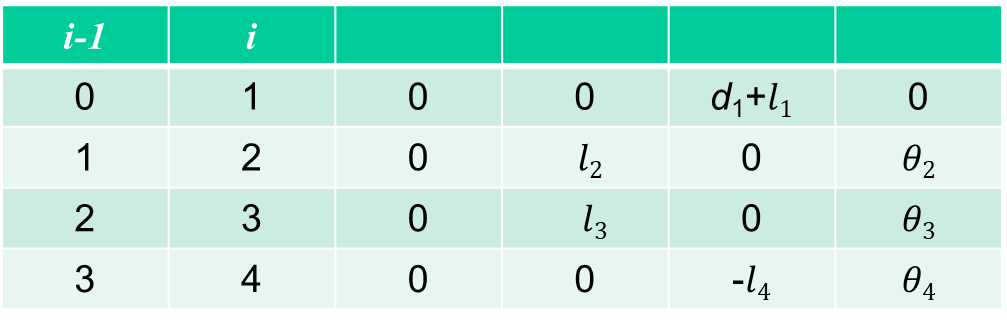 i-1 i
0 1 0 0 d₁+l₁ 0
1 2 0 l₂ 0 θ₂
2 3 0 l₃ 0 θ₃
3 4 0 0 -l₄ θ₄